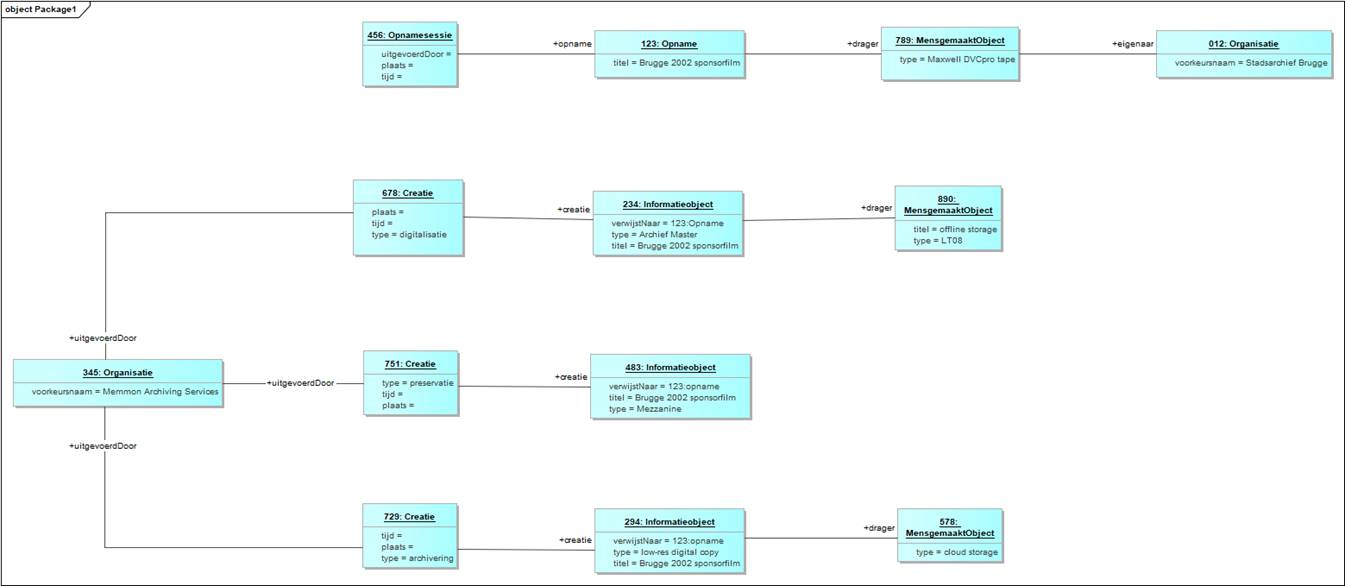 object Package1
456: Opnamesessie
uitgevoerdDoor =
plaats =
tijd =
+opname
123: Opname
titel = Brugge 2002 sponsorfilm
+drager
789: MensgemaaktObject
type = Maxwell DVCpro tape
+eigenaar
012: Organisatie
voorkeursnaam = Stadsarchief Brugge
678: Creatie
plaats =
tijd =
type = digitalisatie
+creatie
234: Informatieobject
verwijstNaar = 123:Opname
type = Archief Master
titel = Brugge 2002 sponsorfilm
+drager
890:
MensgemaaktObject
titel = offline storage
type = LT08
+uitgevoerdDoor
345: Organisatie
voorkeursnaam = Memmon Archiving Services
+uitgevoerdDoor
751: Creatie
type = preservatie
tijd =
plaats =
+creatie
483: Informatieobject
verwijstNaar = 123:opname
titel = Brugge 2002 sponsorfilm
type = Mezzanine
+uitgevoerdDoor
729: Creatie
tijd =
plaats =
type = archivering
+creatie
294: Informatieobject
verwijstNaar = 123:opname
type = low-res digital copy
titel = Brugge 2002 sponsorfilm
+drager
578:
MensgemaaktObject
type = cloud storage